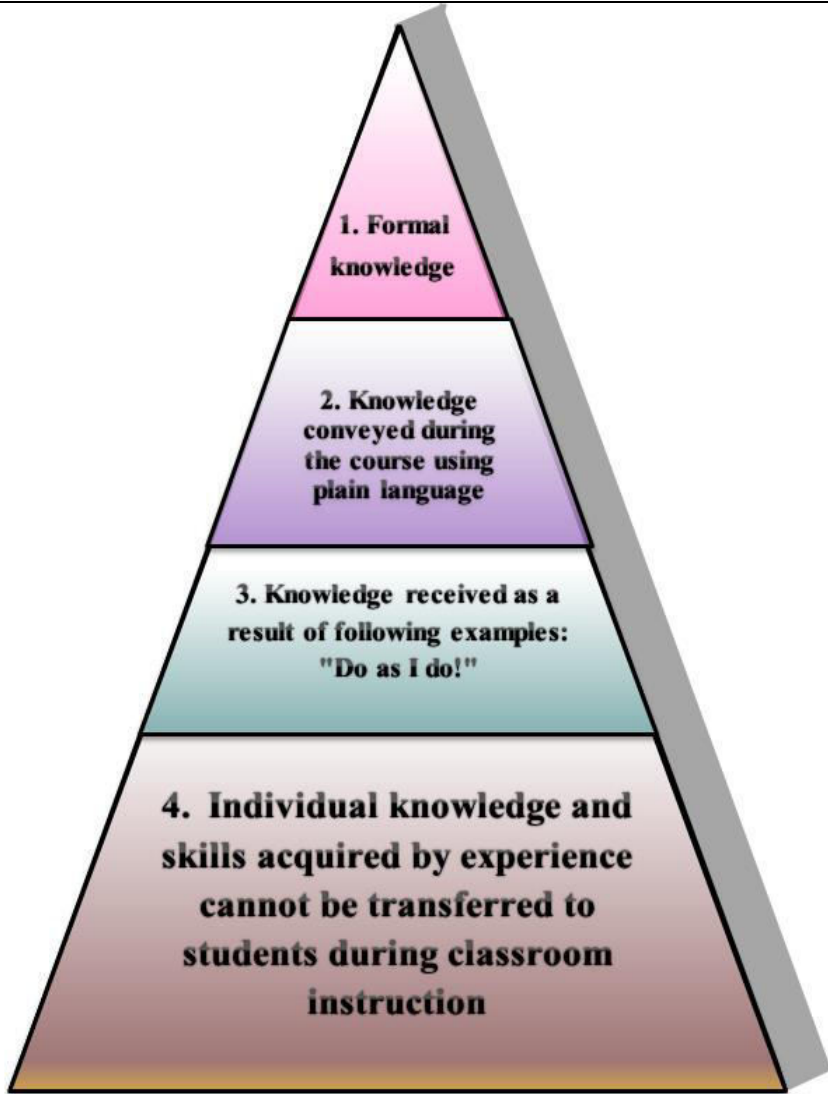 1. Formal
knowledge
2. Knowledge
conveyed during
the course using
plain language
3. Knowledge received as a
result of following examples:
"Do as I do!"
4. Individual knowledge and
skills acquired by experience
cannot be transferred to
students during classroom
instruction